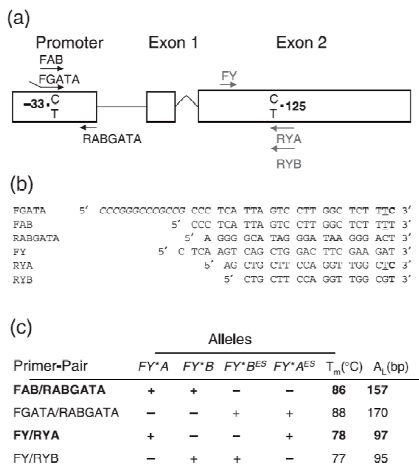 (a)
Promoter Exon 1 Exon 2
FAB
FGATA
FY
-33 C T
C T -125
RABGATA
RYA
RYB
(b)
FGATA 5' CCCGGGCCCGCCG CCC TCA TTA GTC CTT GGC TCT TTC 3'
FAB 5' CCC TCA TTA GTC CTT GGC TCT TTT 3'
RABGATA 5' A GGG GCA TAG GGA TAA GGG ACT 3'
FY 5' C TCA AGT CAG CTG GAC TTC GAA GAT 3'
RYA 5' AG CTG CTT CCA GGT TGG CTC 3'
RYB 5' CTG CTT CCA GGT TGG CGT 3'
(c)
Alleles
Primer-Pair FY*A FY*B FY*B^ES FY*A^ES Tm(°C) AL(bp)
FAB/RABGATA + + – – 86 157
FGATA/RABGATA – – + + 88 170
FY/RYA + – – + 78 97
FY/RYB – + + – 77 95